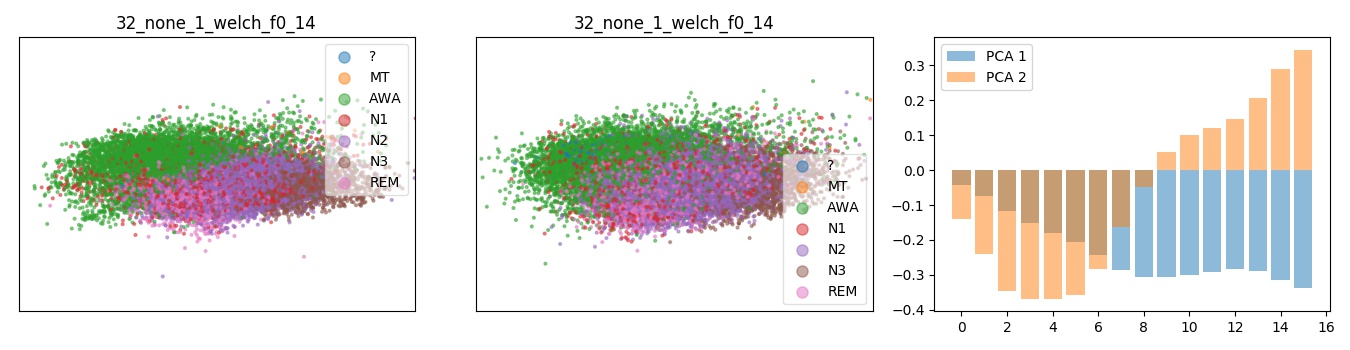 32_none_1_welch_f0_14
?
MT
AWA
N1
N2
N3
REM
32_none_1_welch_f0_14
?
MT
AWA
N1
N2
N3
REM
PCA 1
PCA 2
0.3
0.2
0.1
0.0
−0.1
−0.2
−0.3
−0.4
0 2 4 6 8 10 12 14 16